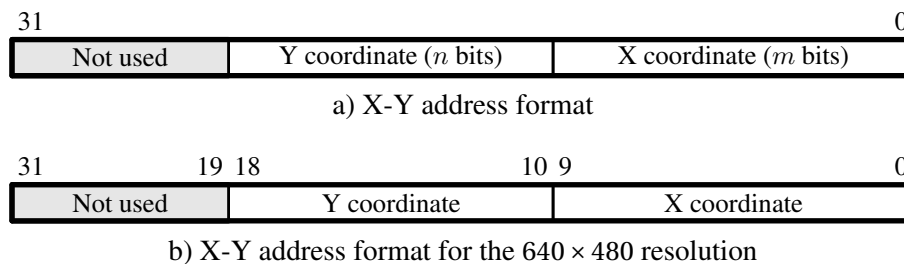 31 0
Not used Y coordinate (n bits) X coordinate (m bits)
a) X-Y address format
31 19 18 10 9 0
Not used Y coordinate X coordinate
b) X-Y address format for the 640 × 480 resolution